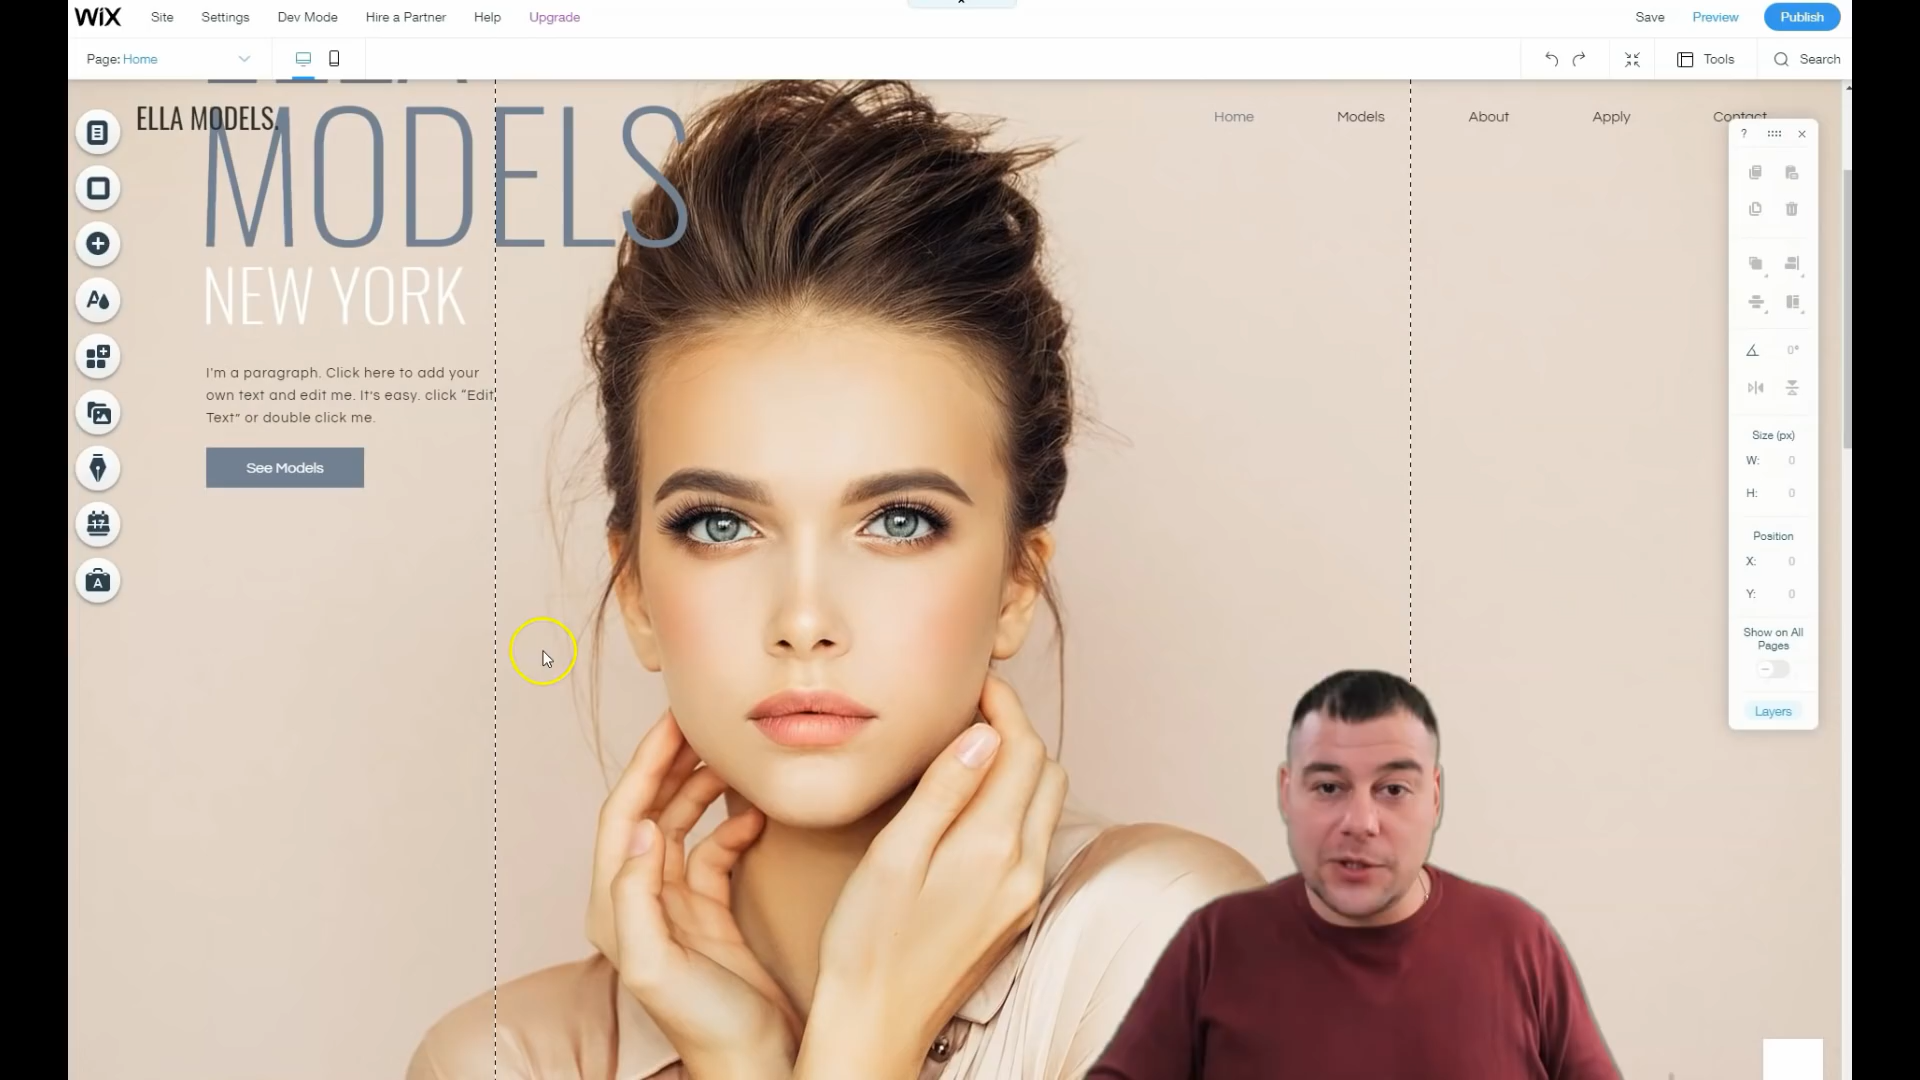 WiX Site Settings Dev Mode Hire a Partner Help Upgrade Save Preview Publish
Page: Home Tools Search
ELLA MODELS.
Home Models About Apply Contact
MODELS
NEW YORK
I'm a paragraph. Click here to add your
own text and edit me. It's easy. click "Edit
Text" or double click me.
See Models
?
0°
Size (px)
W: 0
H: 0
Position
X: 0
Y: 0
Show on All
Pages
Layers
17
A